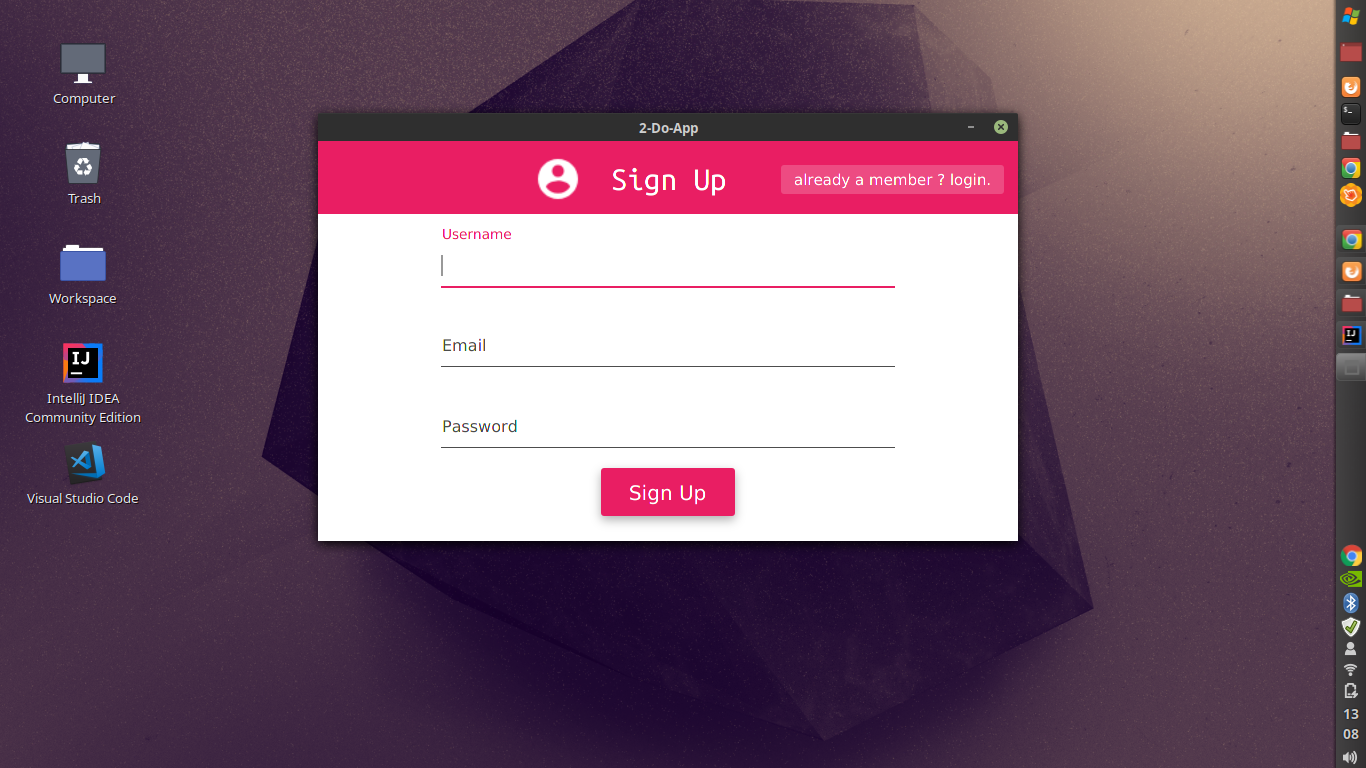 Computer
Trash
Workspace
IJ
IntelliJ IDEA
Community Edition
Visual Studio Code
2-Do-App
Sign Up
already a member ? login.
Username
Email
Password
Sign Up
$_
IJ
13
08